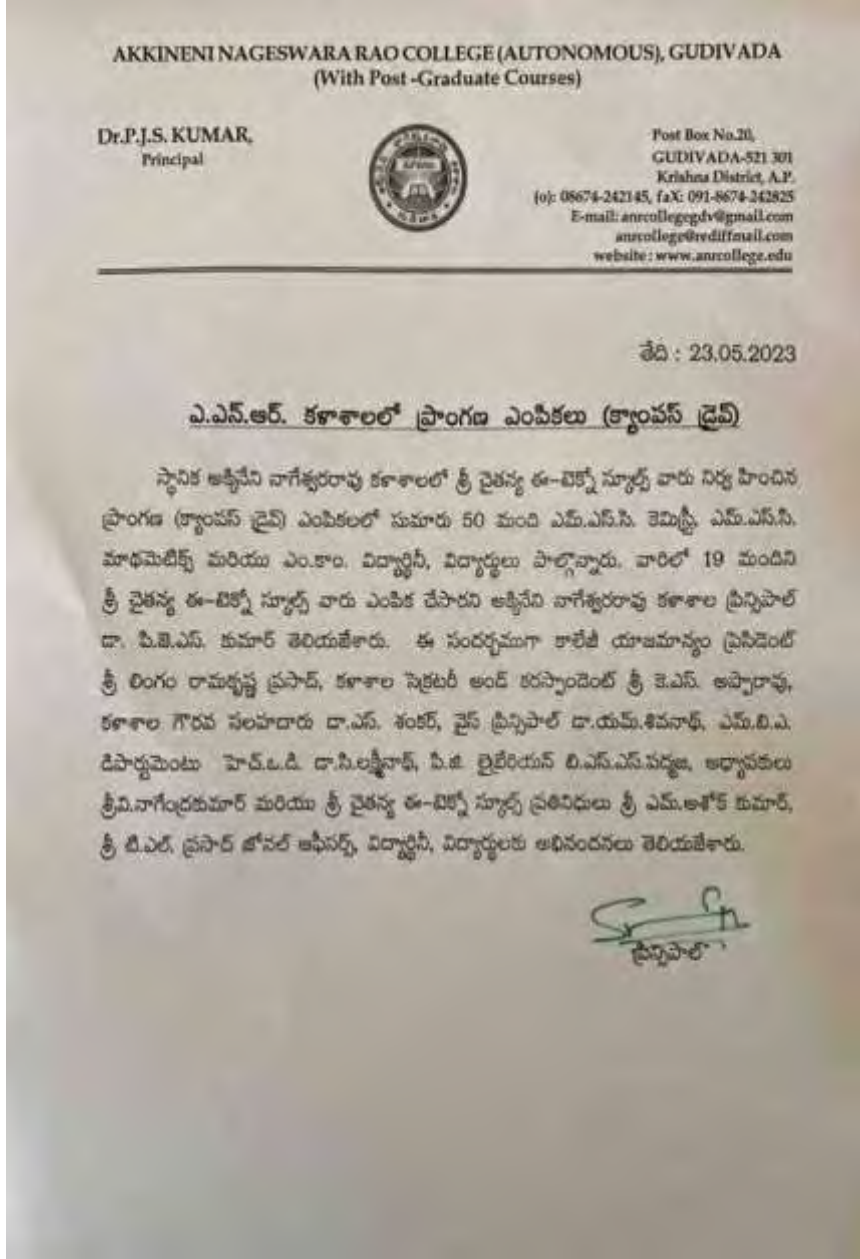 AKKINENI NAGESWARA RAO COLLEGE (AUTONOMOUS), GUDIVADA
(With Post -Graduate Courses)
Dr.P.J.S. KUMAR,
Principal
Post Box No.20,
GUDIVADA-521 301
Krishna District, A.P.
(o): 08674-242145, faX: 091-8674-242825
E-mail: anrcollegegdv@gmail.com
anrcollege@rediffmail.com
website : www.anrcollege.edu
తేది : 23.05.2023
ఎ.ఎన్.ఆర్. కళాశాలలో ప్రాంగణ ఎంపికలు (క్యాంపస్ డ్రైవ్)
స్థానిక అక్కినేని నాగేశ్వరరావు కళాశాలలో శ్రీ చైతన్య ఈ-టెక్నో స్కూల్స్ వారు నిర్వ హించిన
ప్రాంగణ (క్యాంపస్ డ్రైవ్) ఎంపికలలో సుమారు 50 మంది ఎమ్.ఎస్.సి. కెమిస్ట్రీ, ఎమ్.ఎస్.సి.
మాథమెటిక్స్ మరియు ఎం.కాం. విద్యార్థినీ, విద్యార్థులు పాల్గొన్నారు. వారిలో 19 మందిని
శ్రీ చైతన్య ఈ-టెక్నో స్కూల్స్ వారు ఎంపిక చేసారని అక్కినేని నాగేశ్వరరావు కళాశాల ప్రిన్సిపాల్
డా. పి.జె.ఎస్. కుమార్ తెలియజేశారు. ఈ సందర్భముగా కాలేజీ యాజమాన్యం ప్రెసిడెంట్
శ్రీ లింగం రామకృష్ణ ప్రసాద్, కళాశాల సెక్రటరీ అండ్ కరస్పాండెంట్ శ్రీ కె.ఎస్. అప్పారావు,
కళాశాల గౌరవ సలహదారు డా.ఎస్. శంకర్, వైస్ ప్రిన్సిపాల్ డా.యమ్.శివనాథ్, ఎమ్.బి.ఎ.
డిపార్టుమెంటు హెచ్.ఒ.డి. డా.సి.లక్ష్మీనాథ్, పి.జి. లైబ్రేరియన్ బి.ఎస్.ఎస్.పద్మజ, అధ్యాపకులు
శ్రీవి.నాగేంద్రకుమార్ మరియు శ్రీ చైతన్య ఈ-టెక్నో స్కూల్స్ ప్రతినిధులు శ్రీ ఎమ్.అశోక్ కుమార్,
శ్రీ టి.ఎల్. ప్రసాద్ జోనల్ ఆఫీసర్స్, విద్యార్థినీ, విద్యార్థులకు అభినందనలు తెలియజేశారు.
ప్రిన్సిపాల్